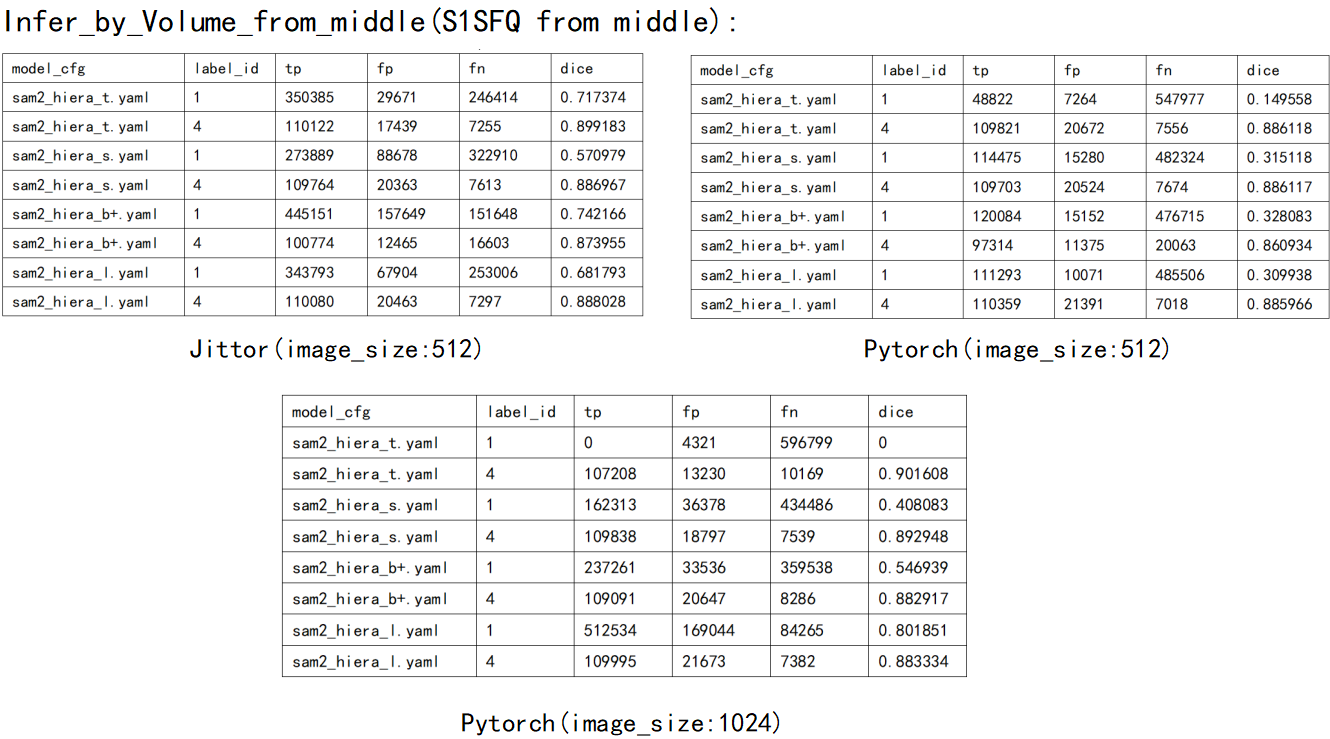 Infer_by_Volume_from_middle(S1SFQ from middle):
model_cfg label_id tp fp fn dice
sam2_hiera_t.yaml 1 350385 29671 246414 0.717374
sam2_hiera_t.yaml 4 110122 17439 7255 0.899183
sam2_hiera_s.yaml 1 273889 88678 322910 0.570979
sam2_hiera_s.yaml 4 109764 20363 7613 0.886967
sam2_hiera_b+.yaml 1 445151 157649 151648 0.742166
sam2_hiera_b+.yaml 4 100774 12465 16603 0.873955
sam2_hiera_l.yaml 1 343793 67904 253006 0.681793
sam2_hiera_l.yaml 4 110080 20463 7297 0.888028
Jittor(image_size:512)
model_cfg label_id tp fp fn dice
sam2_hiera_t.yaml 1 48822 7264 547977 0.149558
sam2_hiera_t.yaml 4 109821 20672 7556 0.886118
sam2_hiera_s.yaml 1 114475 15280 482324 0.315118
sam2_hiera_s.yaml 4 109703 20524 7674 0.886117
sam2_hiera_b+.yaml 1 120084 15152 476715 0.328083
sam2_hiera_b+.yaml 4 97314 11375 20063 0.860934
sam2_hiera_l.yaml 1 111293 10071 485506 0.309938
sam2_hiera_l.yaml 4 110359 21391 7018 0.885966
Pytorch(image_size:512)
model_cfg label_id tp fp fn dice
sam2_hiera_t.yaml 1 0 4321 596799 0
sam2_hiera_t.yaml 4 107208 13230 10169 0.901608
sam2_hiera_s.yaml 1 162313 36378 434486 0.408083
sam2_hiera_s.yaml 4 109838 18797 7539 0.892948
sam2_hiera_b+.yaml 1 237261 33536 359538 0.546939
sam2_hiera_b+.yaml 4 109091 20647 8286 0.882917
sam2_hiera_l.yaml 1 512534 169044 84265 0.801851
sam2_hiera_l.yaml 4 109995 21673 7382 0.883334
Pytorch(image_size:1024)